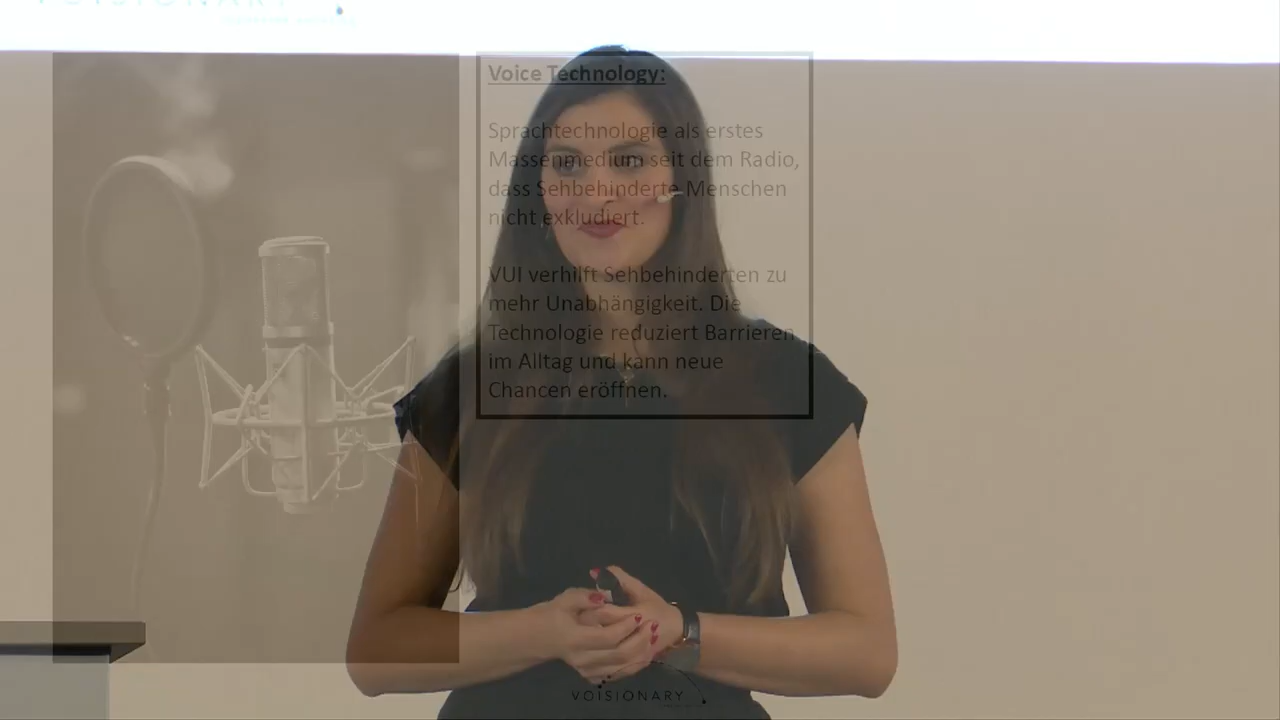 VOISIONARY
Voice Technology:
Sprachtechnologie als erstes
Massenmedium seit dem Radio,
dass Sehbehinderte Menschen
nicht exkludiert.
VUI verhilft Sehbehinderten zu
mehr Unabhängigkeit. Die
Technologie reduziert Barrieren
im Alltag und kann neue
Chancen eröffnen.
VOISIONARY